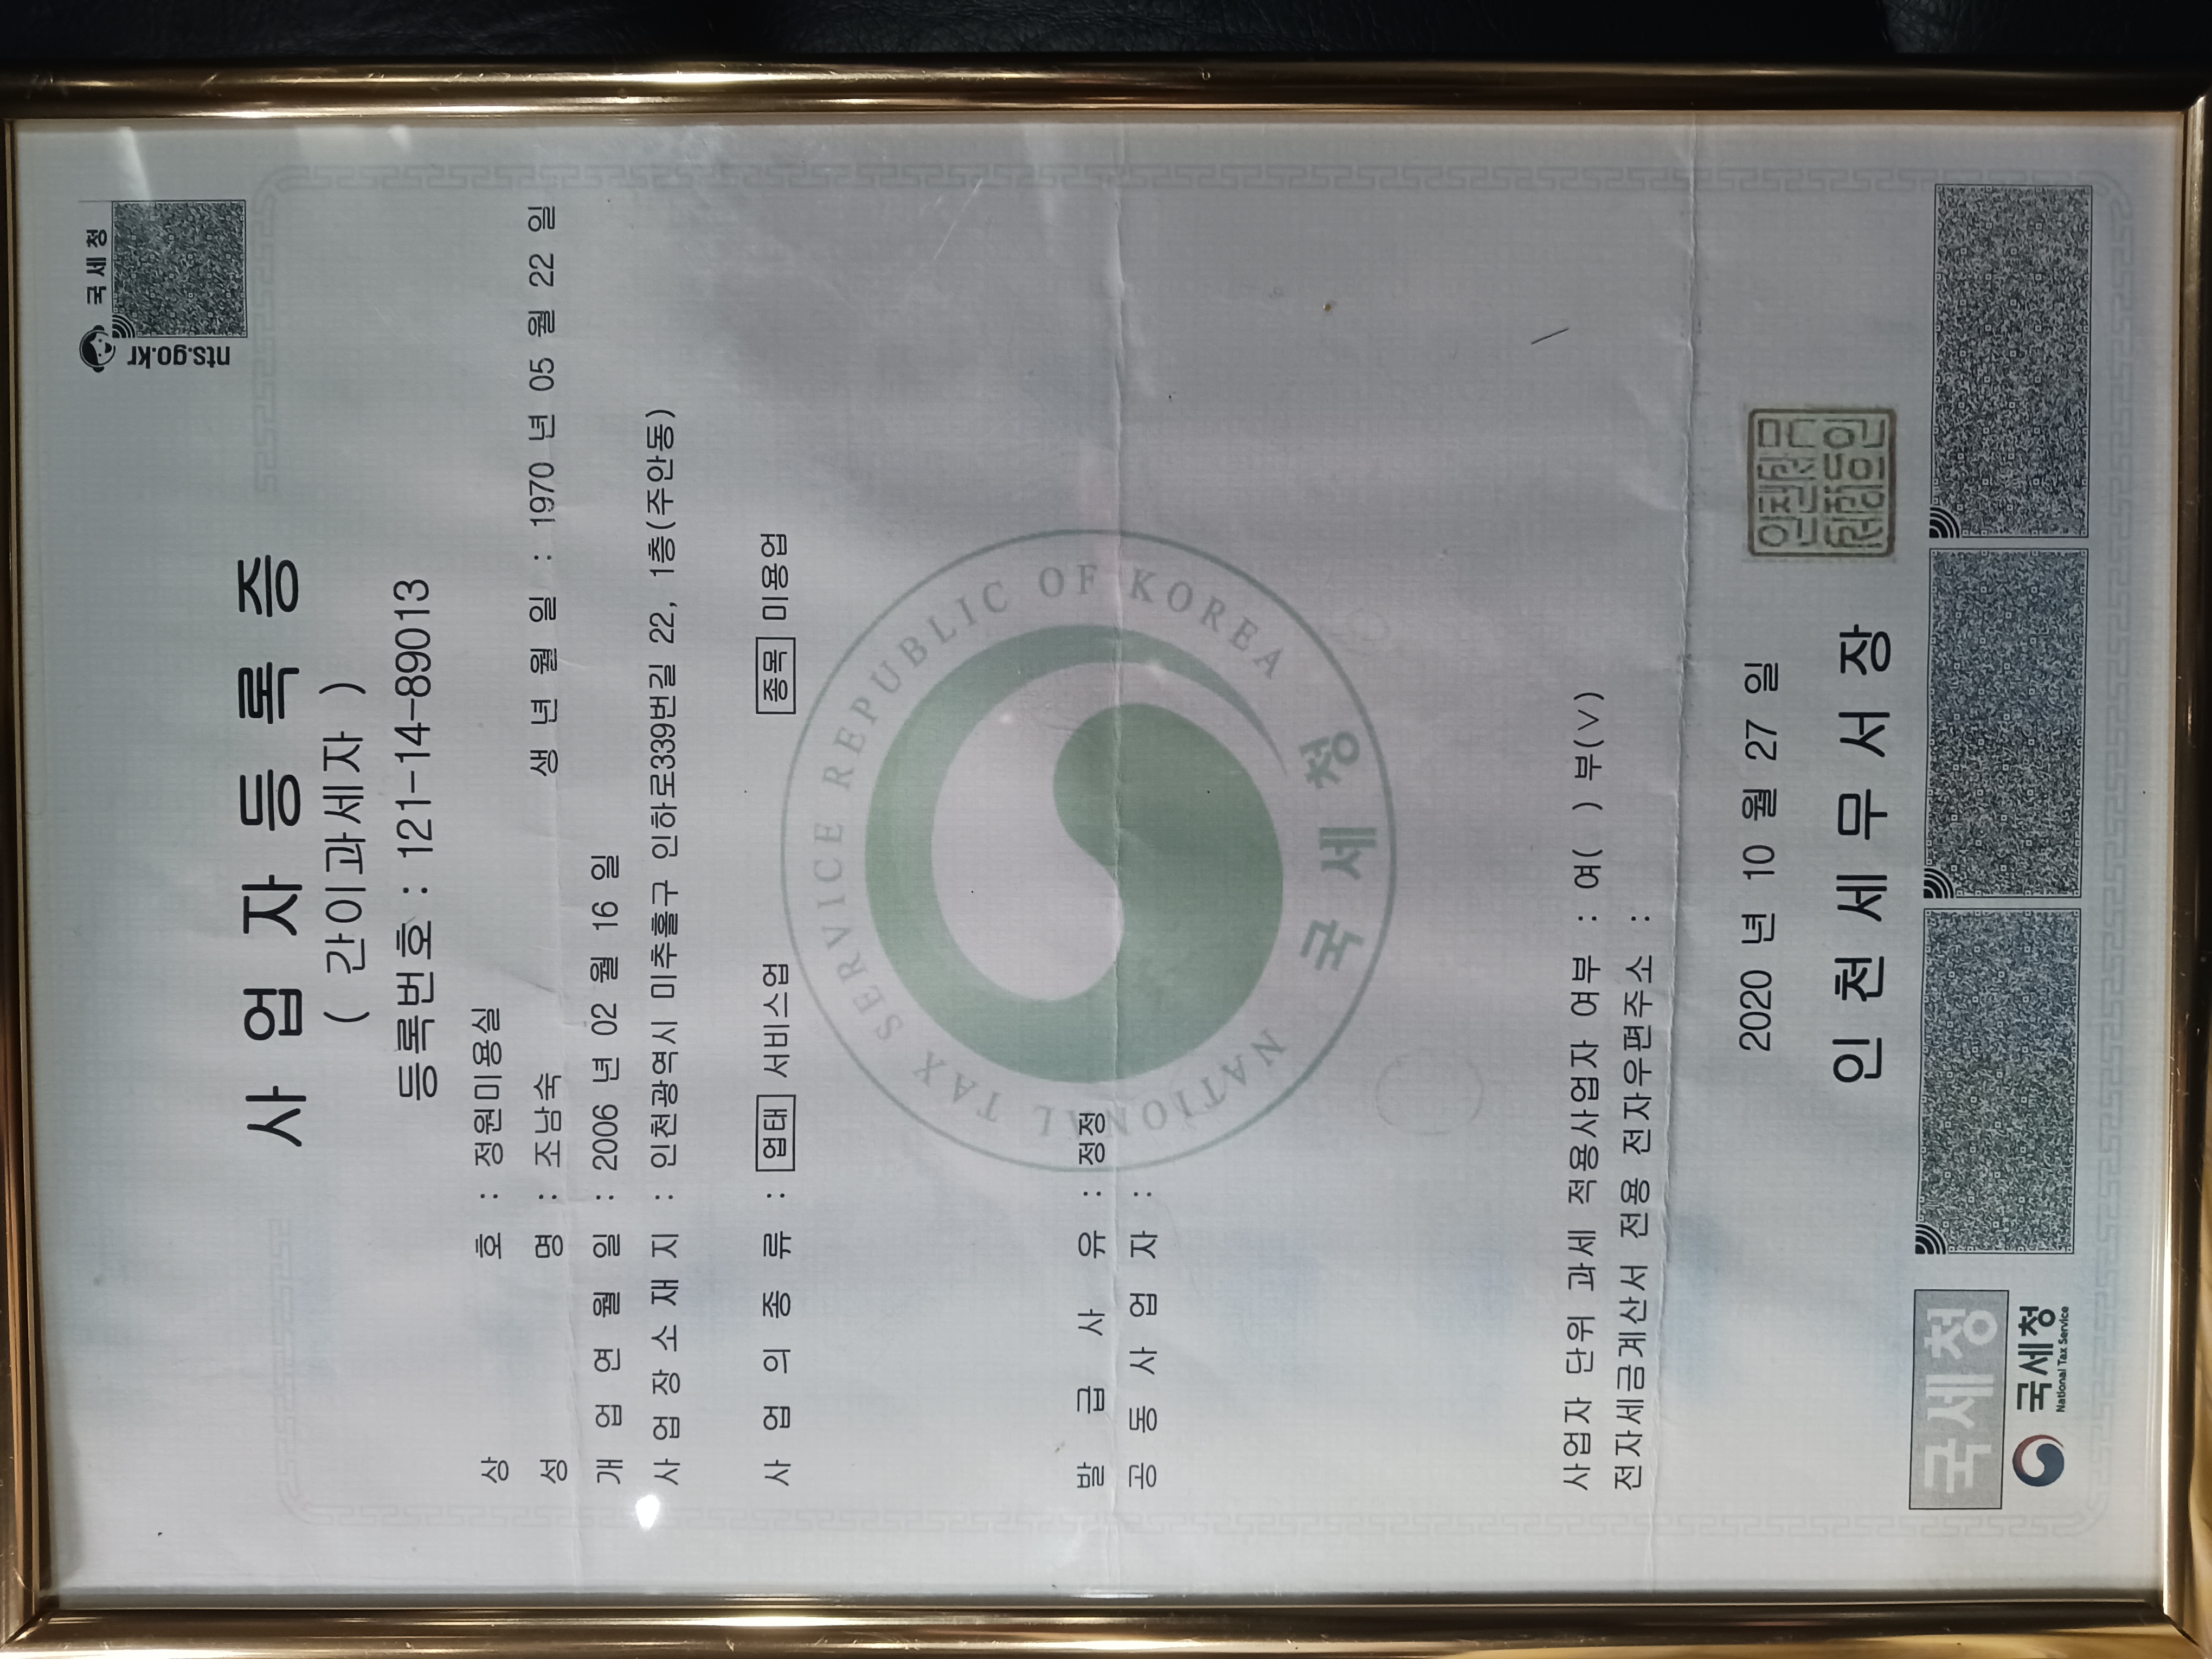 국세청
nts.go.kr
사업자등록증
( 간이과세자 )
등록번호 : 121-14-89013
상 호 : 정원미용실
성 명 : 조남숙 생 년 월 일 : 1970 년 05 월 22 일
개 업 연 월 일 : 2006 년 02 월 16 일
사 업 장 소 재 지 : 인천광역시 미추홀구 인하로339번길 22, 1층(주안동)
사 업 의 종 류 : 업태 서비스업 종목 미용업
NATIONAL TAX SERVICE REPUBLIC OF KOREA
국세청
발 급 사 유 : 정정
공 동 사 업 자 :
사업자 단위 과세 적용사업자 여부 : 여( ) 부(∨)
전자세금계산서 전용 전자우편주소 :
2020 년 10 월 27 일
인 천 세 무 서 장
국세청
국세청
National Tax Service